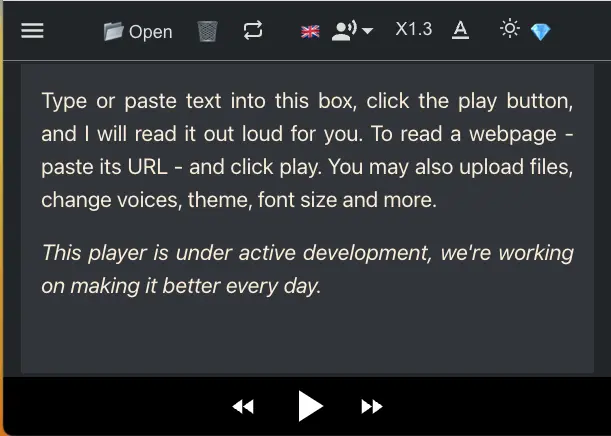 Open
X1.3
A
Type or paste text into this box, click the play button,
and I will read it out loud for you. To read a webpage -
paste its URL - and click play. You may also upload files,
change voices, theme, font size and more.
This player is under active development, we're working
on making it better every day.